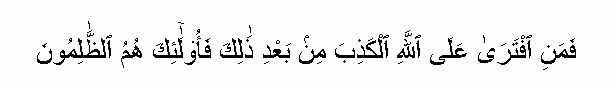 فَمَنِ ٱفْتَرَىٰ عَلَى ٱللَّهِ ٱلْكَذِبَ مِنۢ بَعْدِ ذَٰلِكَ فَأُو۟لَٰٓئِكَ هُمُ ٱلظَّٰلِمُونَ